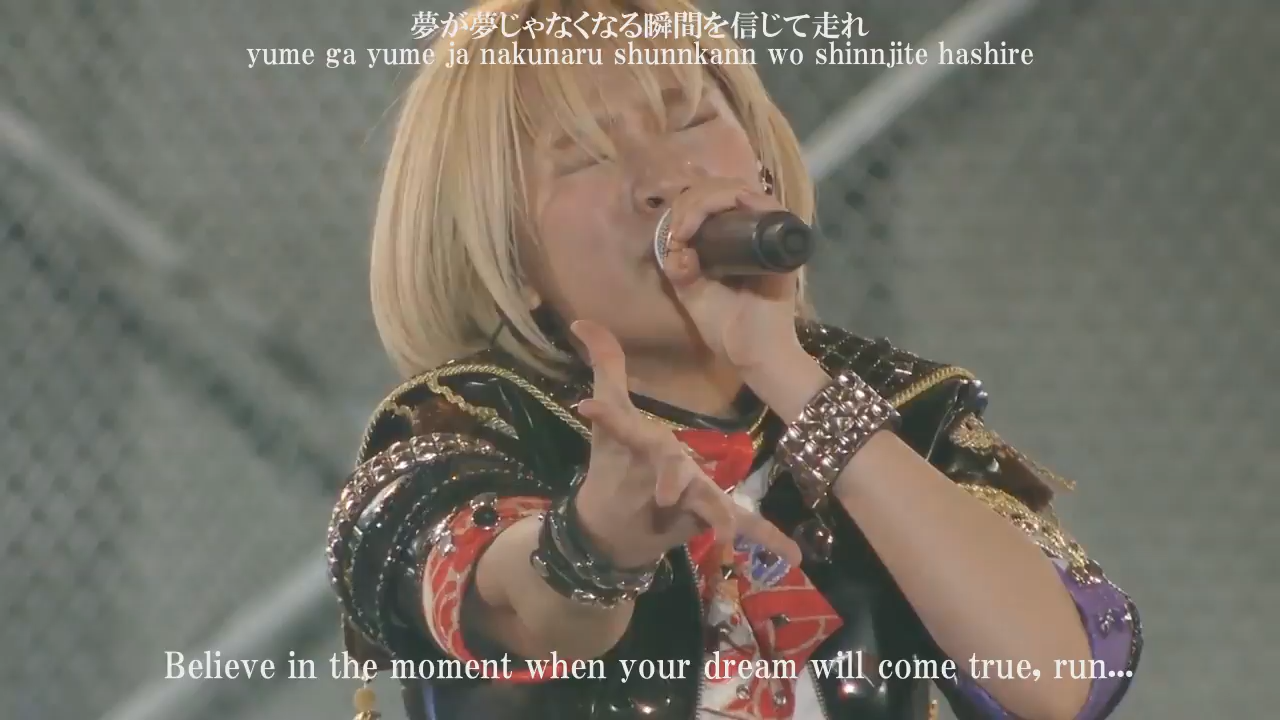 夢が夢じゃなくなる瞬間を信じて走れ
yume ga yume ja nakunaru shunnkann wo shinnjite hashire
Believe in the moment when your dream will come true, run...